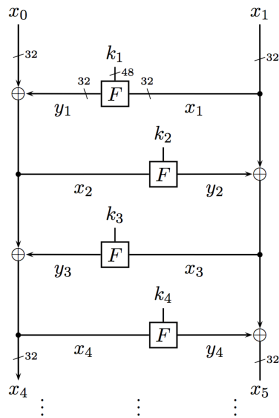 x₀ x₁
k₁
32 32
32 48 32
F
y₁ x₁
k₂
F
x₂ y₂
k₃
F
y₃ x₃
k₄
F
x₄ y₄
32 32
x₄ x₅
⋮ ⋮ ⋮